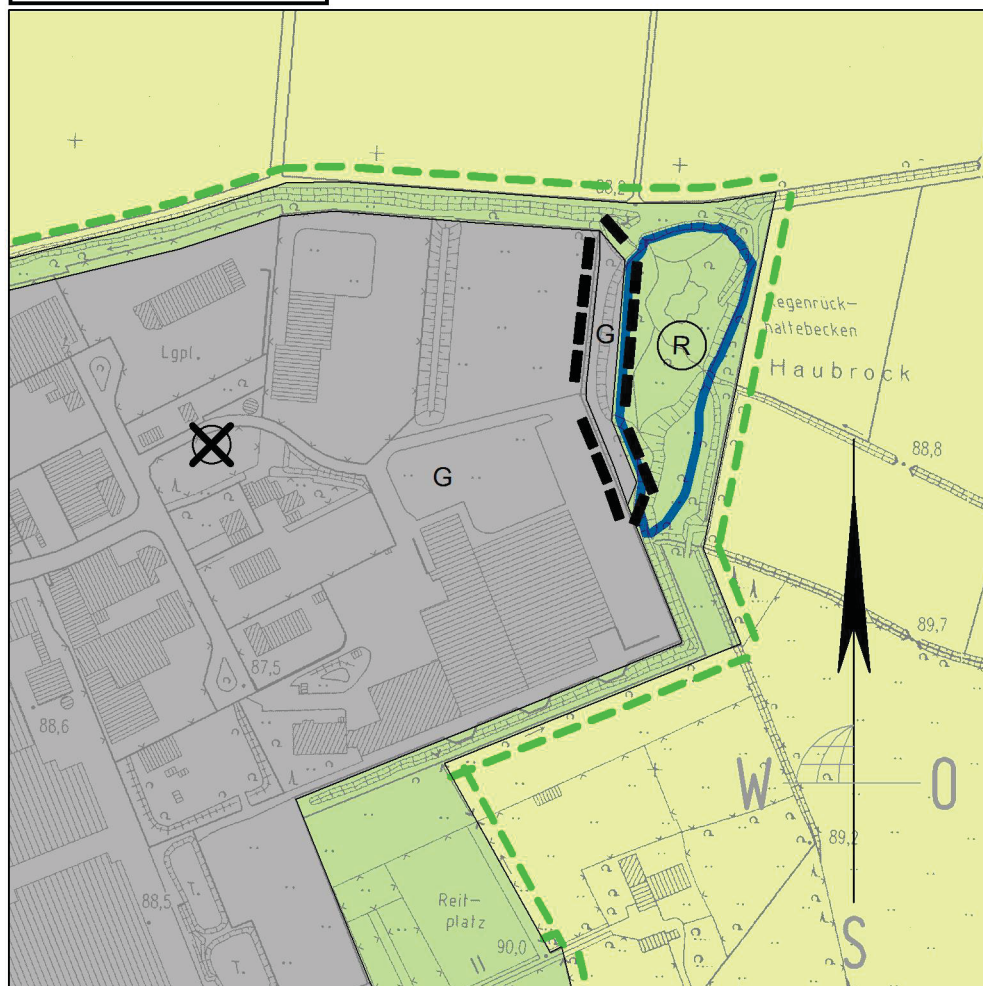 88,2
egenrück-
haltebecken
Haubrock
G
R
Lgpl.
88,8
G
89,7
87,5
88,6
W
O
89,2
88,5
T.
Reit-
platz
90,0
S
T.